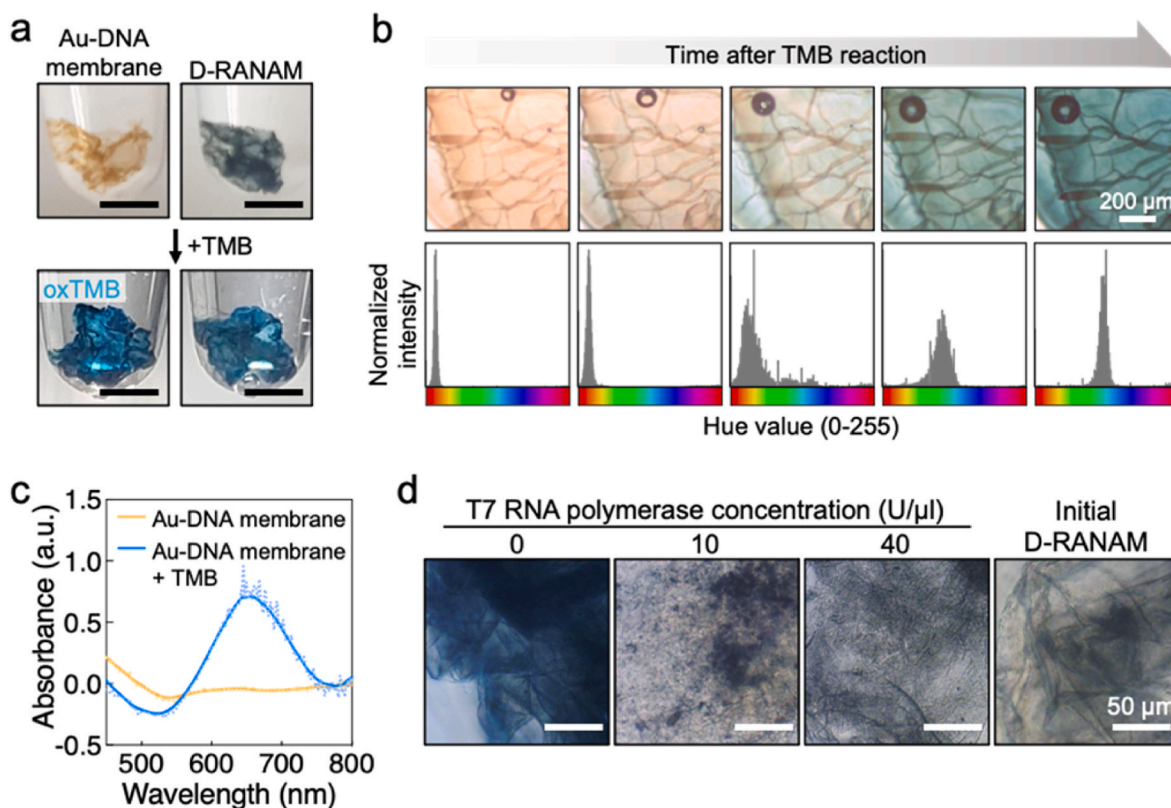 a
Au-DNA
membrane
D-RANAM
+TMB
oxTMB
b
Time after TMB reaction
200 μm
Normalized
intensity
Hue value (0-255)
c
Absorbance (a.u.)
1.5
1.0
0.5
0.0
-0.5
Au-DNA membrane
Au-DNA membrane
+ TMB
500 600 700 800
Wavelength (nm)
d
T7 RNA polymerase concentration (U/μl)
0 10 40
Initial
D-RANAM
50 μm